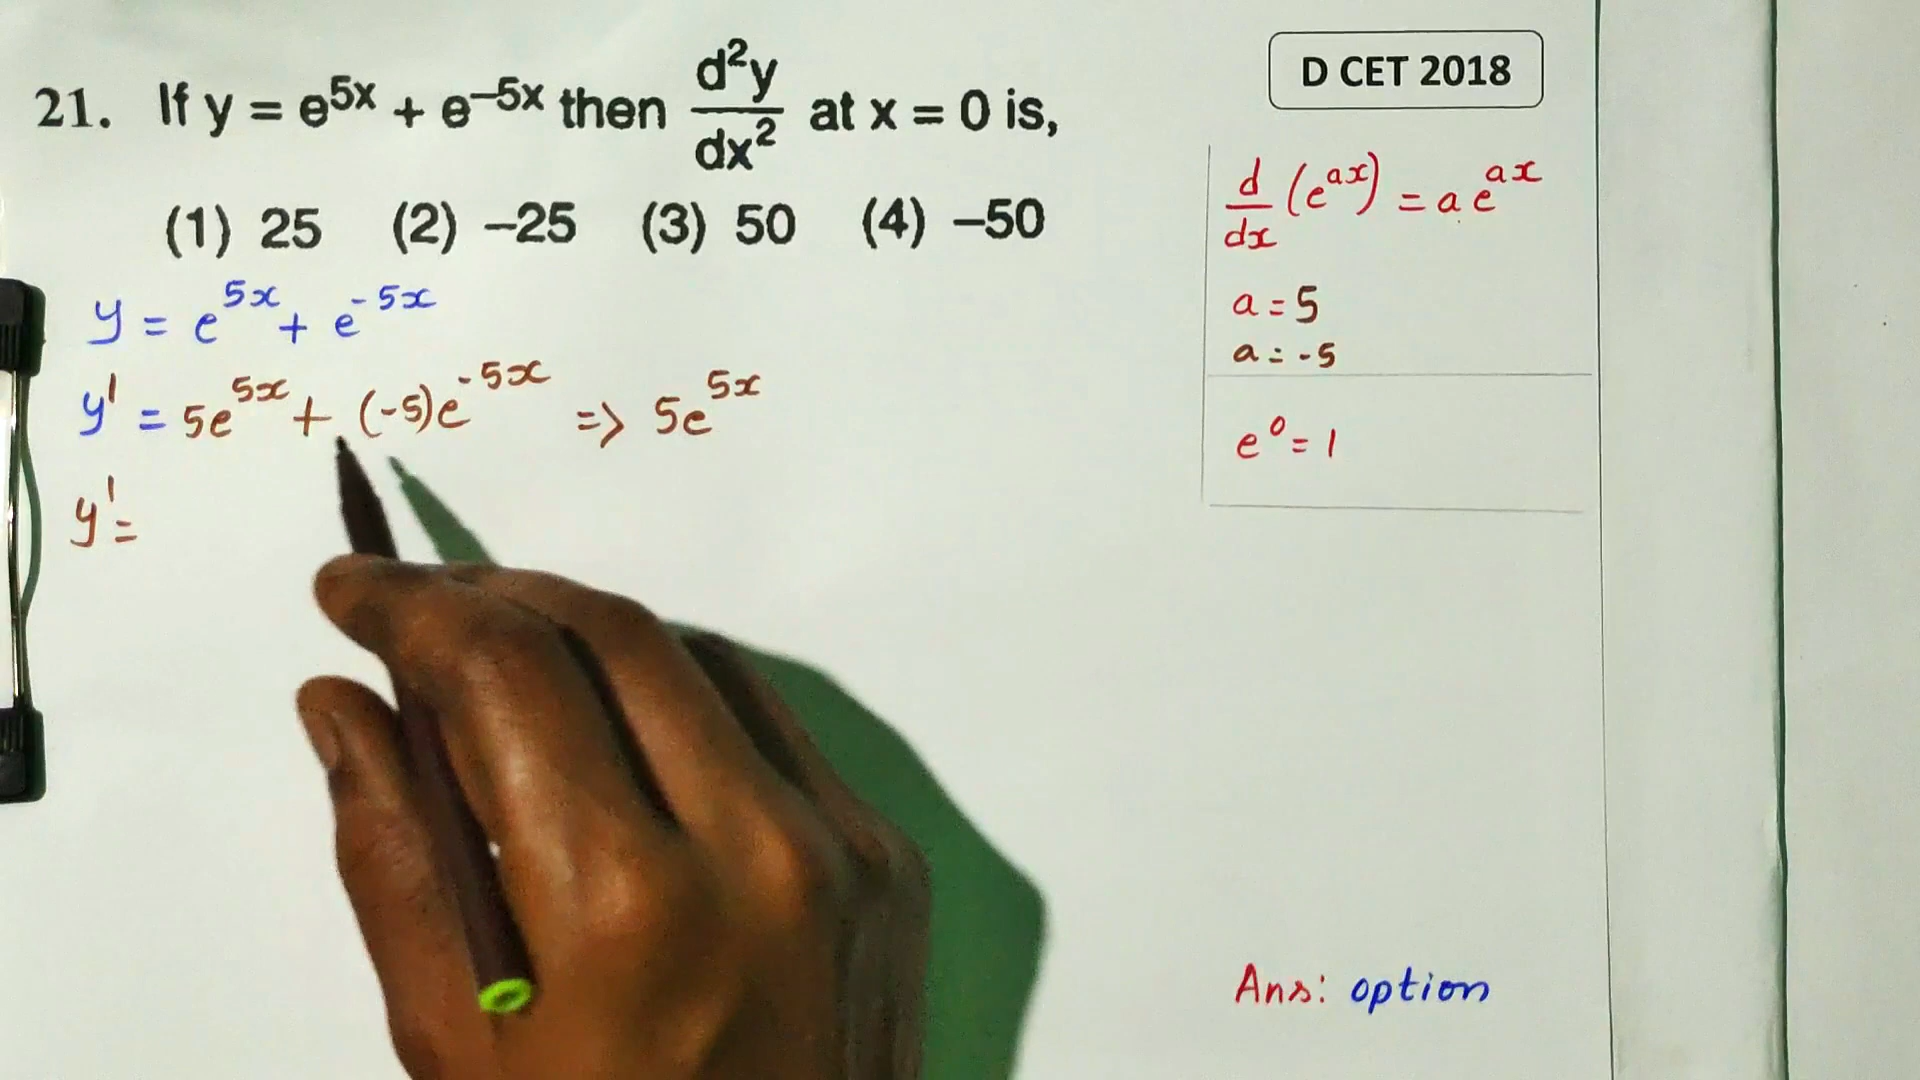 D CET 2018
21. If y = e^5x + e^–5x then d²y/dx² at x = 0 is,
(1) 25 (2) –25 (3) 50 (4) –50
y = e^5x + e^-5x
y' = 5e^5x + (-5)e^-5x => 5e^5x
y' =
d/dx (e^ax) = a e^ax
a = 5
a = -5
e^0 = 1
Ans: option